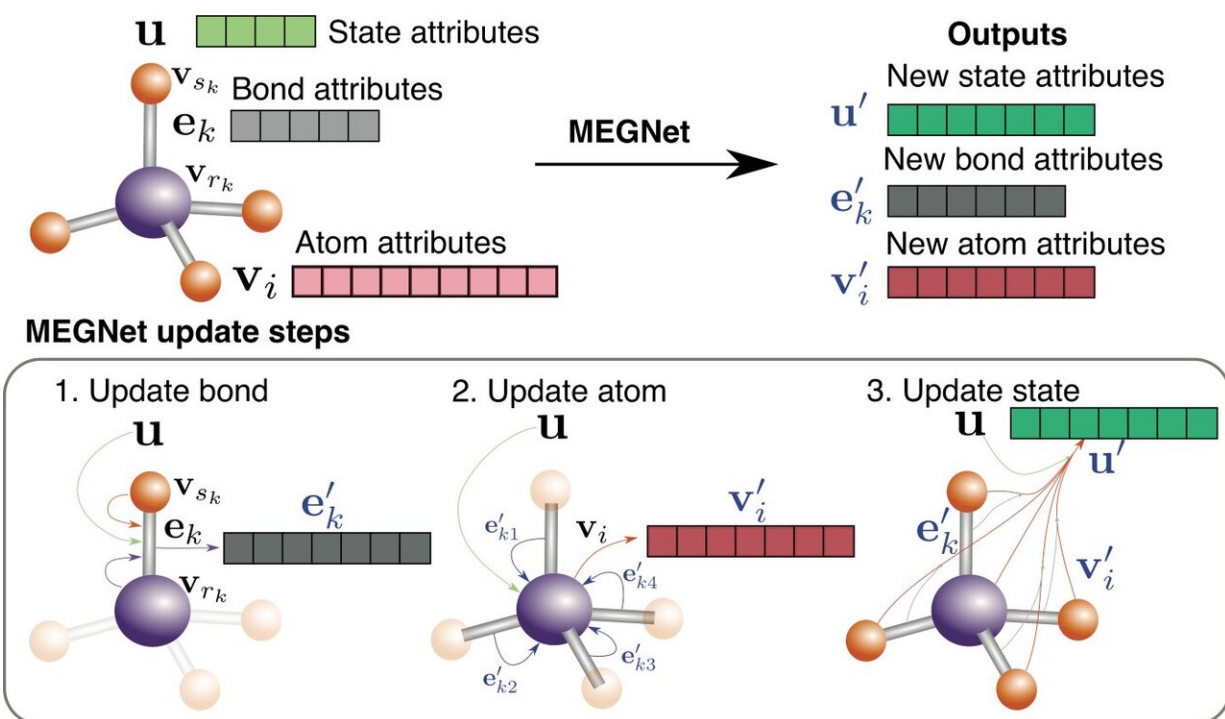 u State attributes
v_{s_k} Bond attributes
e_k
v_{r_k}
Atom attributes
v_i
MEGNet
Outputs
New state attributes
u′
New bond attributes
e′_k
New atom attributes
v′_i
MEGNet update steps
1. Update bond
u
v_{s_k}
e_k
e′_k
v_{r_k}
2. Update atom
u
e′_{k1}
v_i
v′_i
e′_{k4}
e′_{k3}
e′_{k2}
3. Update state
u
u′
e′_k
v′_i